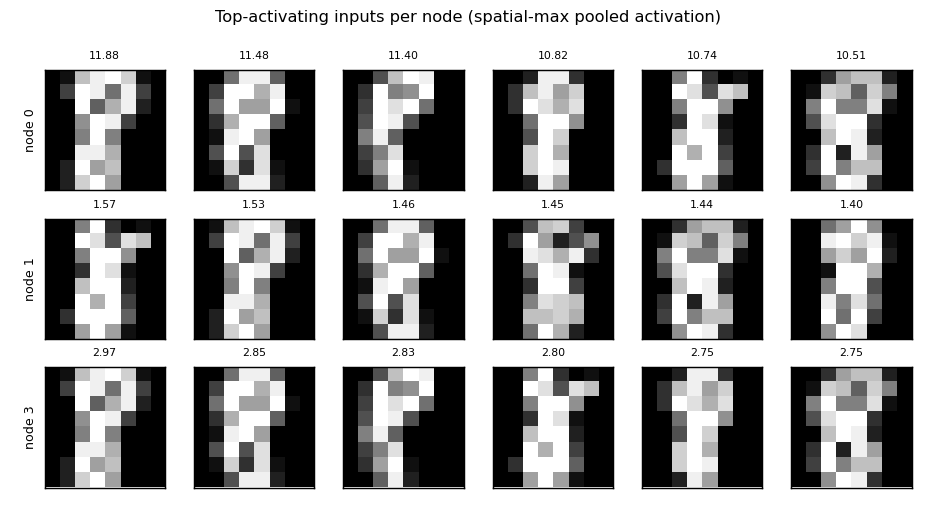 Top-activating inputs per node (spatial-max pooled activation)
11.88 11.48 11.40 10.82 10.74 10.51
node 0
1.57 1.53 1.46 1.45 1.44 1.40
node 1
2.97 2.85 2.83 2.80 2.75 2.75
node 3